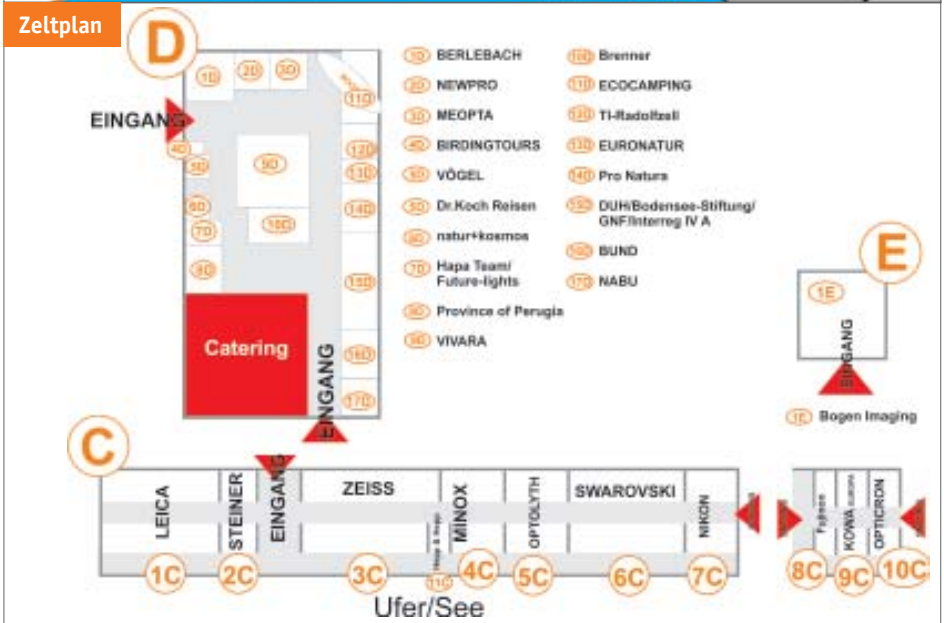 Zeltplan
D
EINGANG
1D
2D
3D
11D
4D
5D
9D
12D
13D
6D
10D
14D
7D
8D
15D
Catering
16D
17D
EINGANG
1D BERLEBACH
2D NEWPRO
3D MEOPTA
4D BIRDINGTOURS
5D VÖGEL
5D Dr.Koch Reisen
6D natur+kosmos
7D Hapa Team/
Future-lights
8D Province of Perugia
9D VIVARA
10D Brenner
11D ECOCAMPING
12D TI-Radolfzell
13D EURONATUR
14D Pro Natura
15D DUH/Bodensee-Stiftung/
GNF/Interreg IV A
16D BUND
17D NABU
E
1E
EINGANG
1E Bogen Imaging
C
LEICA
STEINER
EINGANG
ZEISS
MINOX
OPTOLYTH
SWAROVSKI
NIKON
Fujinon
KOWA EUROPA
OPTICRON
1C
2C
3C
11C
4C
5C
6C
7C
8C
9C
10C
Ufer/See